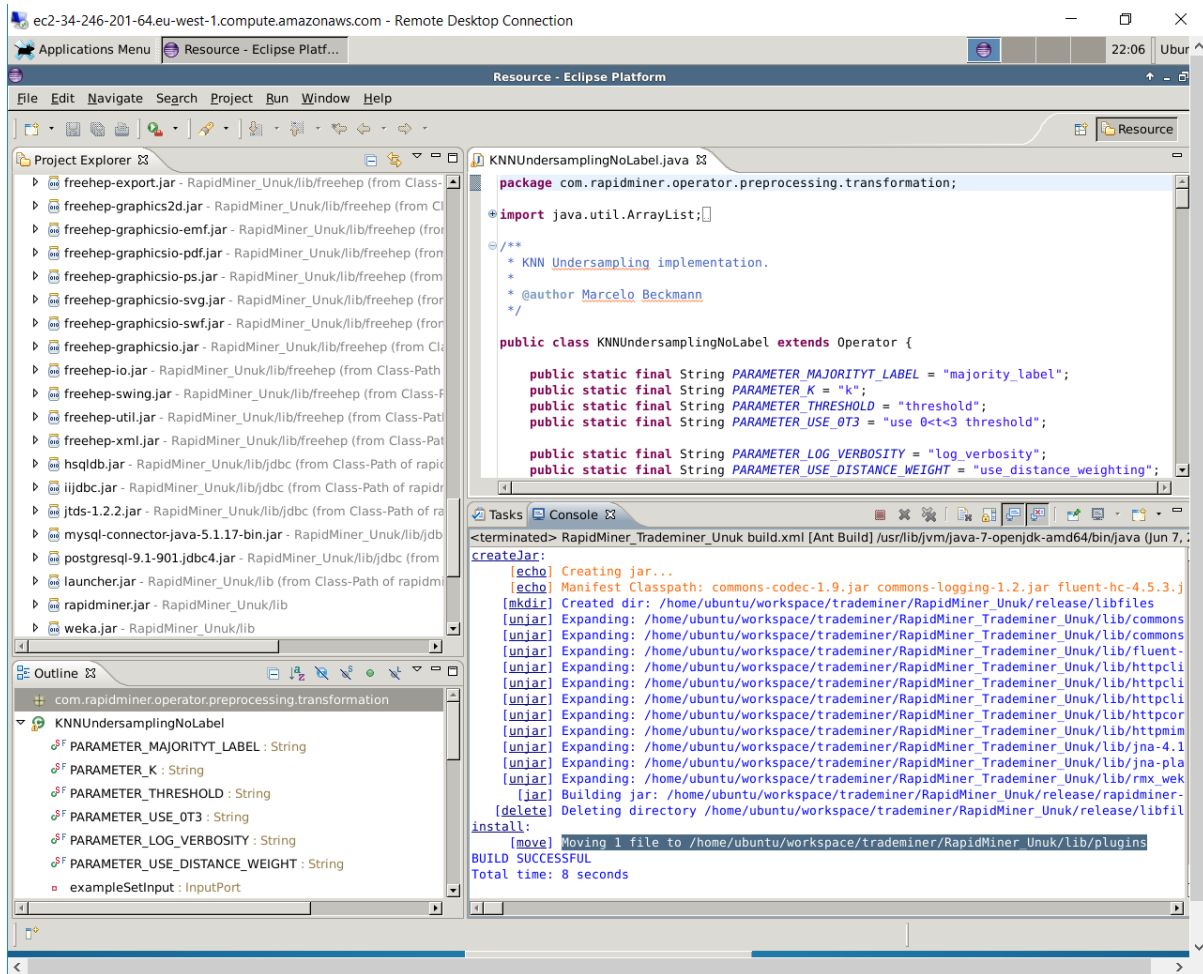 ec2-34-246-201-64.eu-west-1.compute.amazonaws.com - Remote Desktop Connection
Applications Menu
Resource - Eclipse Platf...
22:06
Resource - Eclipse Platform
File Edit Navigate Search Project Run Window Help
Resource
Project Explorer
freehep-export.jar - RapidMiner_Unuk/lib/freehep (from Class-
freehep-graphics2d.jar - RapidMiner_Unuk/lib/freehep (from Cl
freehep-graphicsio-emf.jar - RapidMiner_Unuk/lib/freehep (fror
freehep-graphicsio-pdf.jar - RapidMiner_Unuk/lib/freehep (from
freehep-graphicsio-ps.jar - RapidMiner_Unuk/lib/freehep (from
freehep-graphicsio-svg.jar - RapidMiner_Unuk/lib/freehep (fror
freehep-graphicsio-swf.jar - RapidMiner_Unuk/lib/freehep (fror
freehep-graphicsio.jar - RapidMiner_Unuk/lib/freehep (from Cla
freehep-io.jar - RapidMiner_Unuk/lib/freehep (from Class-Path
freehep-swing.jar - RapidMiner_Unuk/lib/freehep (from Class-P
freehep-util.jar - RapidMiner_Unuk/lib/freehep (from Class-Path
freehep-xml.jar - RapidMiner_Unuk/lib/freehep (from Class-Pat
hsqldb.jar - RapidMiner_Unuk/lib/jdbc (from Class-Path of rapid
iijdbc.jar - RapidMiner_Unuk/lib/jdbc (from Class-Path of rapidr
jtds-1.2.2.jar - RapidMiner_Unuk/lib/jdbc (from Class-Path of ra
mysql-connector-java-5.1.17-bin.jar - RapidMiner_Unuk/lib/jdb
postgresql-9.1-901.jdbc4.jar - RapidMiner_Unuk/lib/jdbc (from
launcher.jar - RapidMiner_Unuk/lib (from Class-Path of rapidmi
rapidminer.jar - RapidMiner_Unuk/lib
weka.jar - RapidMiner_Unuk/lib
Outline
com.rapidminer.operator.preprocessing.transformation
KNNUndersamplingNoLabel
PARAMETER_MAJORITYT_LABEL : String
PARAMETER_K : String
PARAMETER_THRESHOLD : String
PARAMETER_USE_0T3 : String
PARAMETER_LOG_VERBOSITY : String
PARAMETER_USE_DISTANCE_WEIGHT : String
exampleSetInput : InputPort
KNNUndersamplingNoLabel.java
package com.rapidminer.operator.preprocessing.transformation;
import java.util.ArrayList;
/**
* KNN Undersampling implementation.
*
* @author Marcelo Beckmann
*/
public class KNNUndersamplingNoLabel extends Operator {
public static final String PARAMETER_MAJORITYT_LABEL = "majority_label";
public static final String PARAMETER_K = "k";
public static final String PARAMETER_THRESHOLD = "threshold";
public static final String PARAMETER_USE_0T3 = "use 0<t<3 threshold";
public static final String PARAMETER_LOG_VERBOSITY = "log_verbosity";
public static final String PARAMETER_USE_DISTANCE_WEIGHT = "use_distance_weighting";
Tasks Console
<terminated> RapidMiner_Trademiner_Unuk build.xml [Ant Build] /usr/lib/jvm/java-7-openjdk-amd64/bin/java (Jun 7, 
createJar:
[echo] Creating jar...
[echo] Manifest Classpath: commons-codec-1.9.jar commons-logging-1.2.jar fluent-hc-4.5.3.j
[mkdir] Created dir: /home/ubuntu/workspace/trademiner/RapidMiner_Unuk/release/libfiles
[unjar] Expanding: /home/ubuntu/workspace/trademiner/RapidMiner_Trademiner_Unuk/lib/commons
[unjar] Expanding: /home/ubuntu/workspace/trademiner/RapidMiner_Trademiner_Unuk/lib/commons
[unjar] Expanding: /home/ubuntu/workspace/trademiner/RapidMiner_Trademiner_Unuk/lib/fluent-
[unjar] Expanding: /home/ubuntu/workspace/trademiner/RapidMiner_Trademiner_Unuk/lib/httpcli
[unjar] Expanding: /home/ubuntu/workspace/trademiner/RapidMiner_Trademiner_Unuk/lib/httpcli
[unjar] Expanding: /home/ubuntu/workspace/trademiner/RapidMiner_Trademiner_Unuk/lib/httpcli
[unjar] Expanding: /home/ubuntu/workspace/trademiner/RapidMiner_Trademiner_Unuk/lib/httpcor
[unjar] Expanding: /home/ubuntu/workspace/trademiner/RapidMiner_Trademiner_Unuk/lib/httpmim
[unjar] Expanding: /home/ubuntu/workspace/trademiner/RapidMiner_Trademiner_Unuk/lib/jna-4.1
[unjar] Expanding: /home/ubuntu/workspace/trademiner/RapidMiner_Trademiner_Unuk/lib/jna-pla
[unjar] Expanding: /home/ubuntu/workspace/trademiner/RapidMiner_Trademiner_Unuk/lib/rmx_wek
[jar] Building jar: /home/ubuntu/workspace/trademiner/RapidMiner_Unuk/release/rapidminer-
[delete] Deleting directory /home/ubuntu/workspace/trademiner/RapidMiner_Unuk/release/libfil
install:
[move] Moving 1 file to /home/ubuntu/workspace/trademiner/RapidMiner_Unuk/lib/plugins
BUILD SUCCESSFUL
Total time: 8 seconds